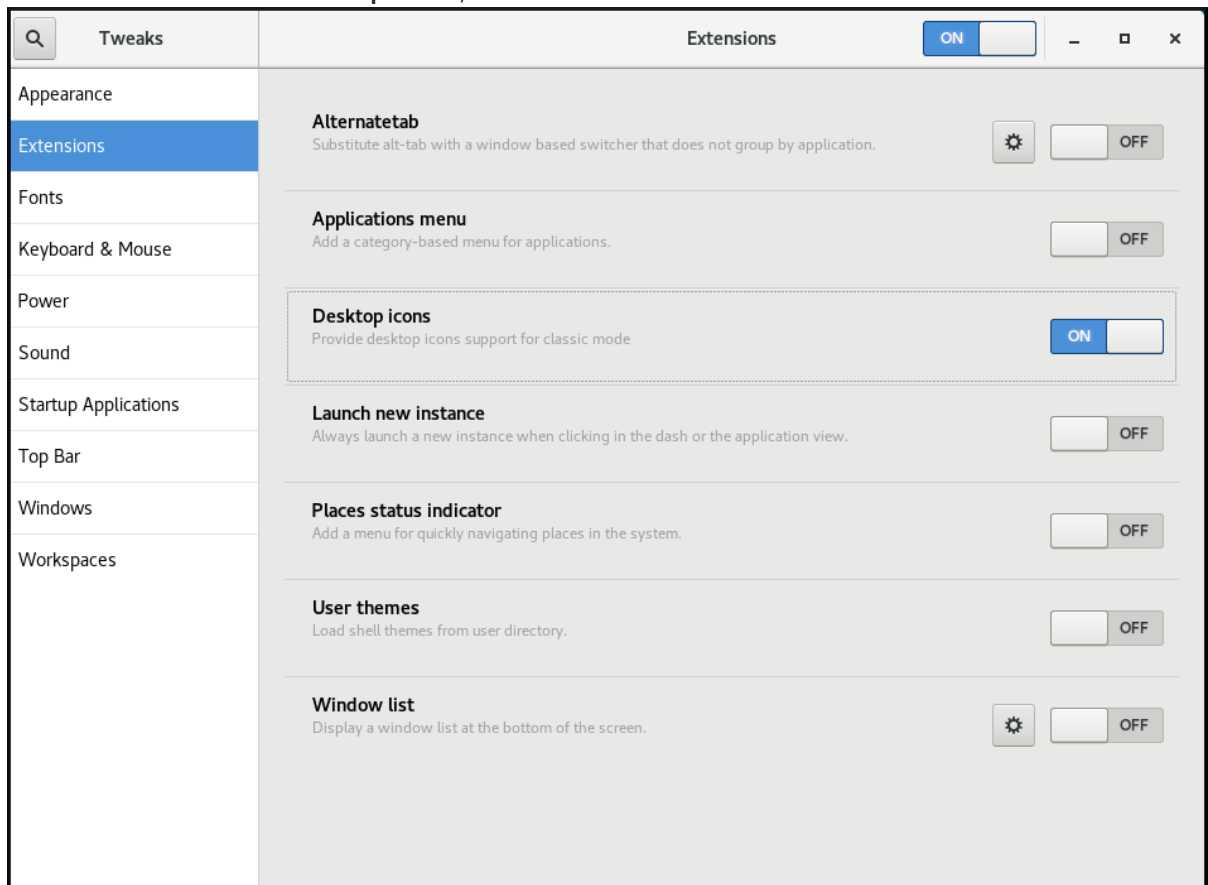 Tweaks
Extensions
ON
Appearance
Extensions
Fonts
Keyboard & Mouse
Power
Sound
Startup Applications
Top Bar
Windows
Workspaces
Alternatetab
Substitute alt-tab with a window based switcher that does not group by application.
OFF
Applications menu
Add a category-based menu for applications.
OFF
Desktop icons
Provide desktop icons support for classic mode
ON
Launch new instance
Always launch a new instance when clicking in the dash or the application view.
OFF
Places status indicator
Add a menu for quickly navigating places in the system.
OFF
User themes
Load shell themes from user directory.
OFF
Window list
Display a window list at the bottom of the screen.
OFF